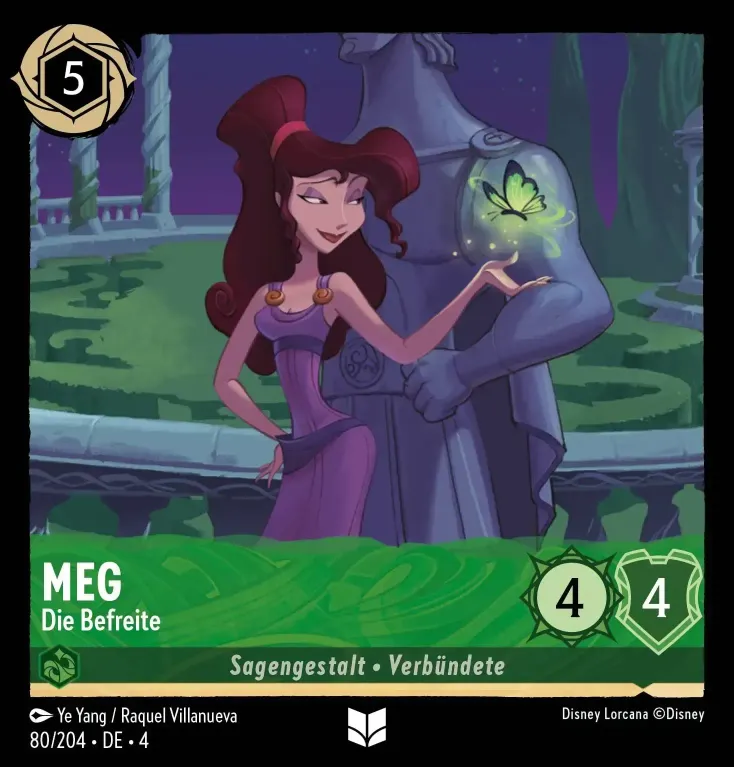 5
MEG
Die Befreite
4 4
Sagengestalt • Verbündete
Ye Yang / Raquel Villanueva
Disney Lorcana ©Disney
80/204 • DE • 4